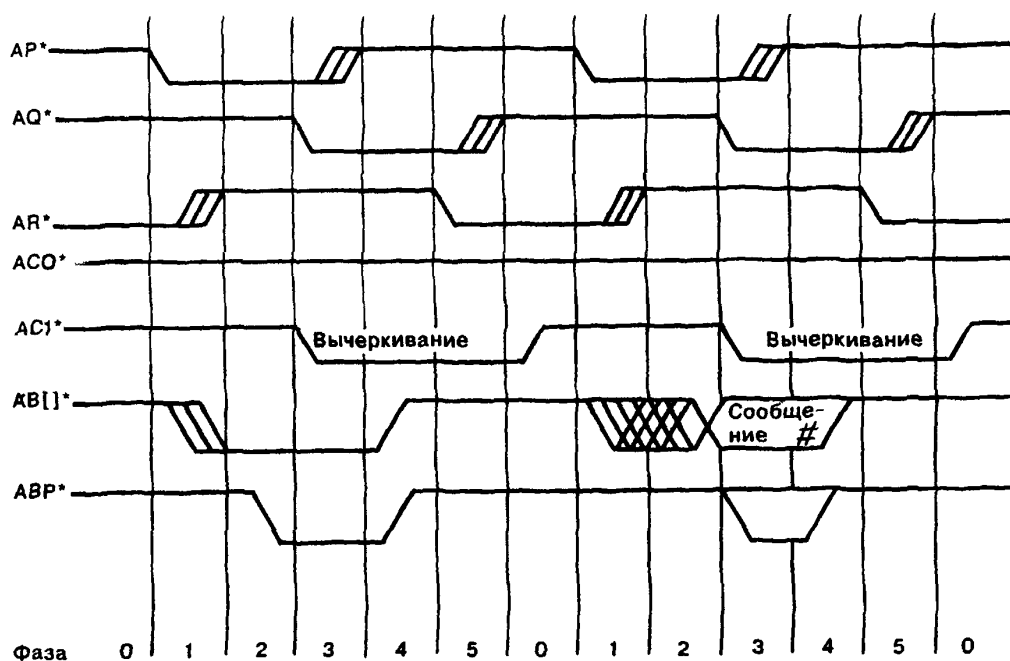 AP*
AQ*
AR*
ACO*
AC1*
Вычеркивание
Вычеркивание
AB[]*
Сообще-
ние #
ABP*
Фаза 0 1 2 3 4 5 0 1 2 3 4 5 0